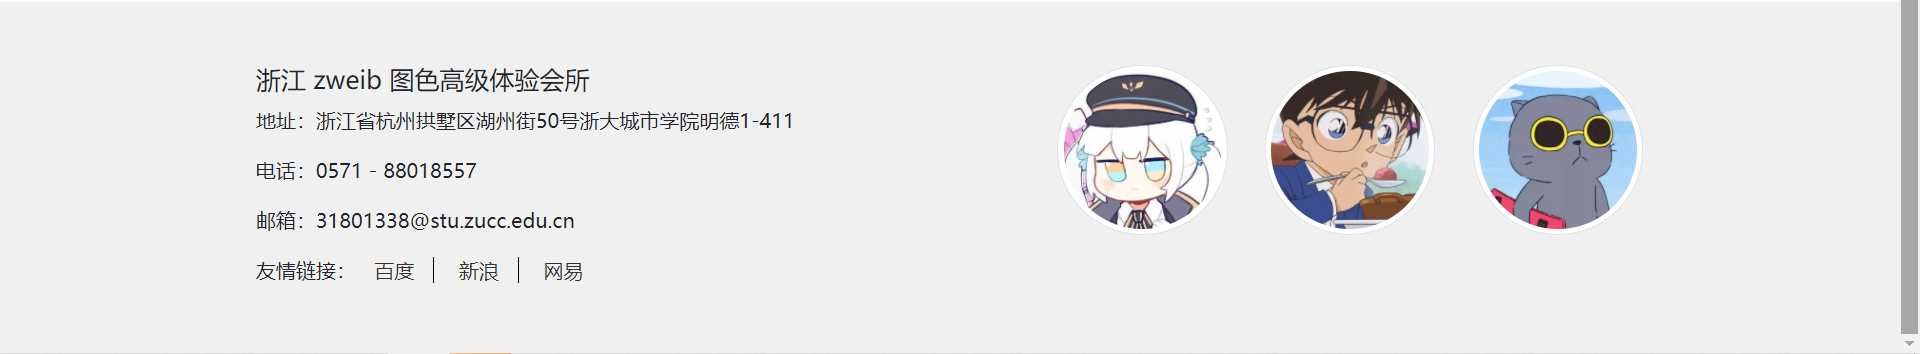 浙江 zweib 图色高级体验会所
地址：浙江省杭州拱墅区湖州街50号浙大城市学院明德1-411
电话：0571 - 88018557
邮箱：31801338@stu.zucc.edu.cn
友情链接： 百度 新浪 网易